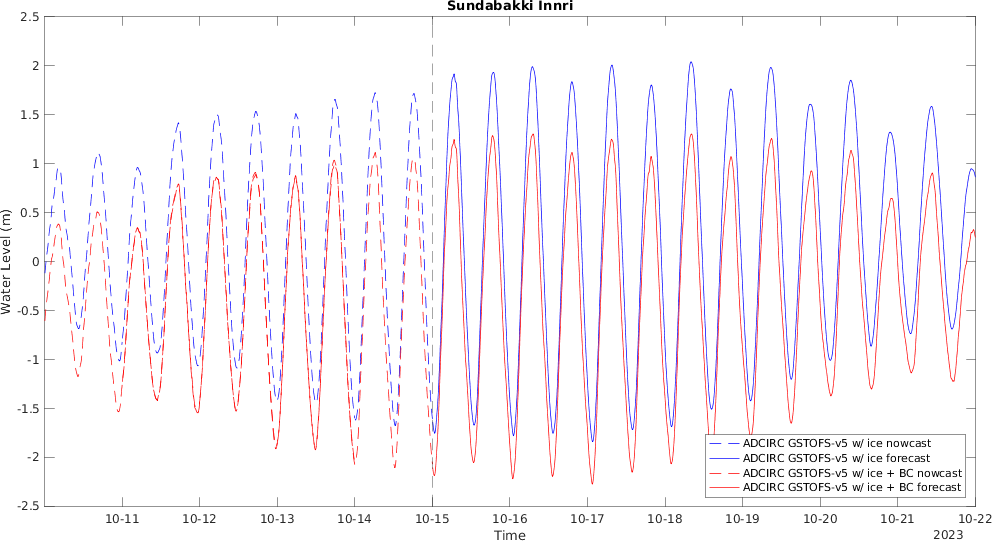 Sundabakki Innri
2.5
2
1.5
1
0.5
0
-0.5
-1
-1.5
-2
-2.5
Water Level (m)
ADCIRC GSTOFS-v5 w/ ice nowcast
ADCIRC GSTOFS-v5 w/ ice forecast
ADCIRC GSTOFS-v5 w/ ice + BC nowcast
ADCIRC GSTOFS-v5 w/ ice + BC forecast
10-11 10-12 10-13 10-14 10-15 10-16 10-17 10-18 10-19 10-20 10-21 10-22
Time 2023